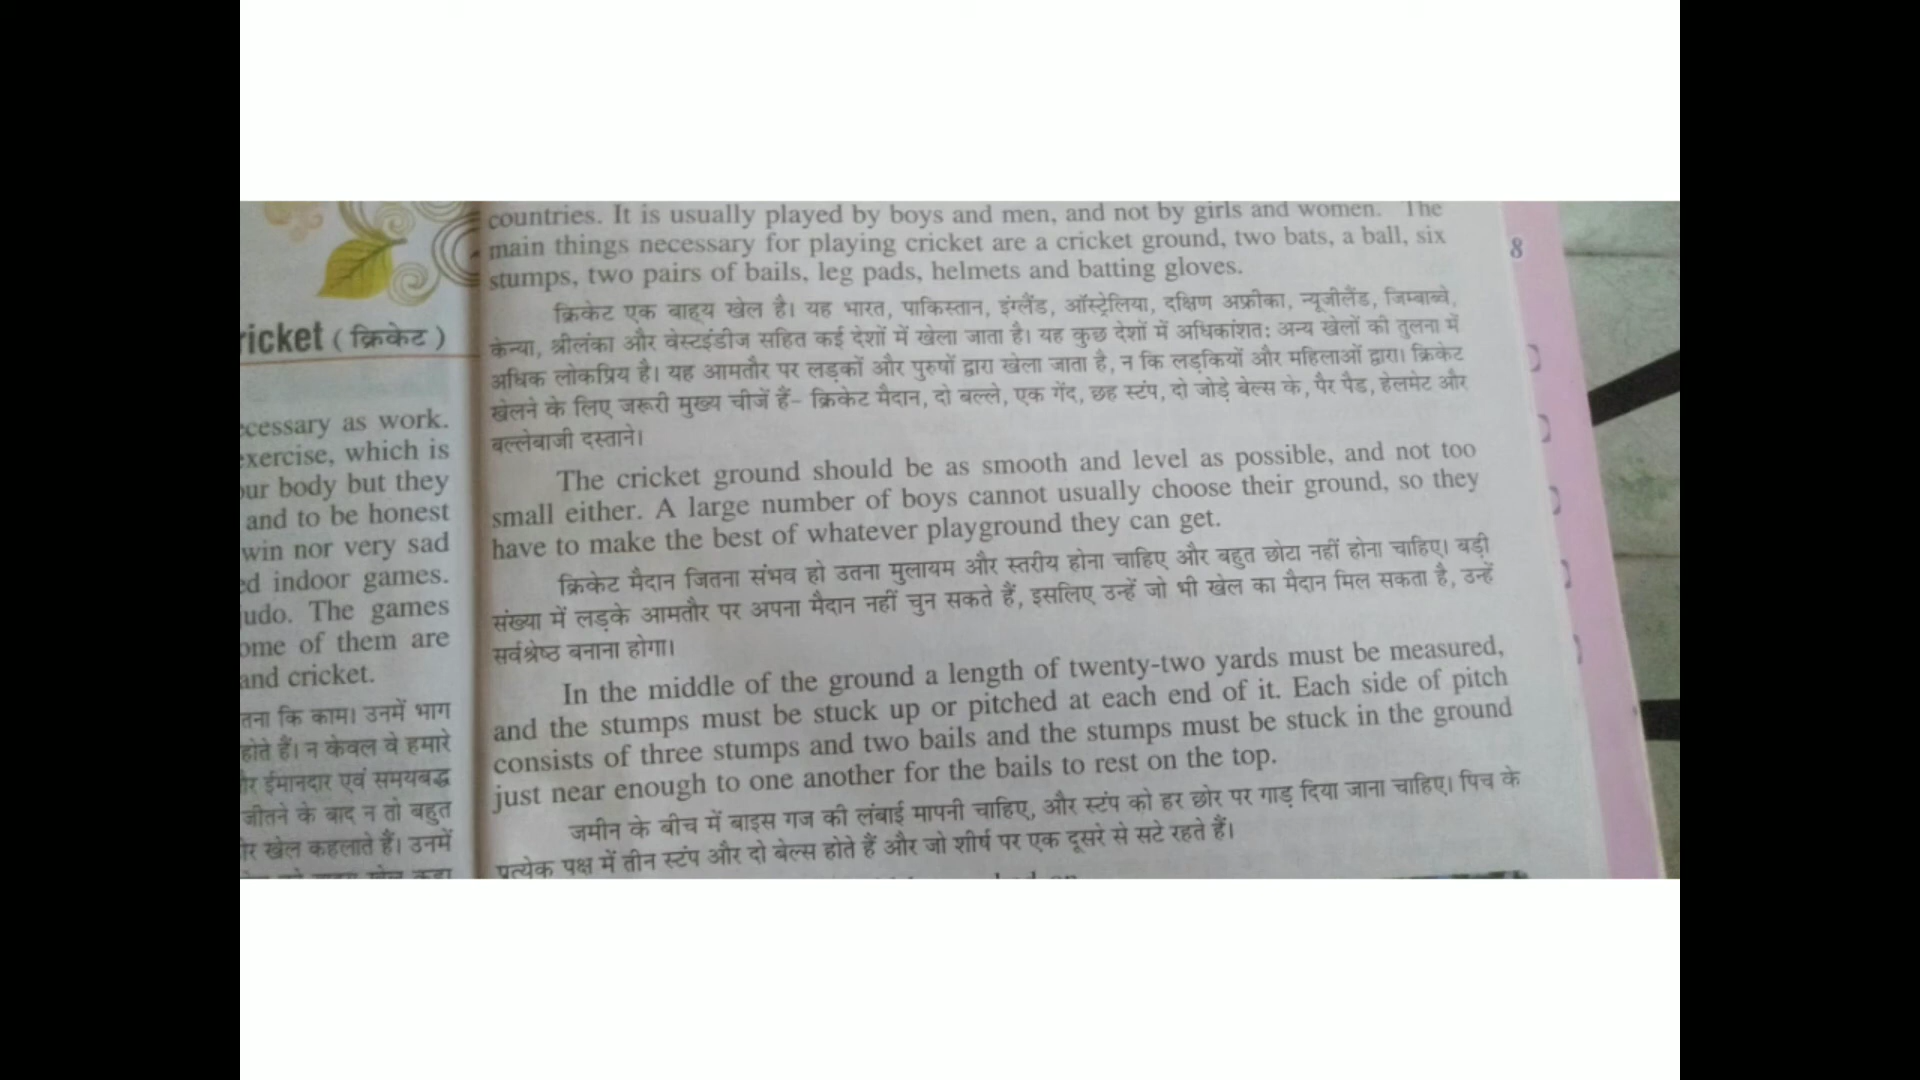 ricket ( क्रिकेट )
cessary as work.
exercise, which is
our body but they
and to be honest
win nor very sad
ed indoor games.
udo. The games
ome of them are
and cricket.
तना कि काम। उनमें भाग
होते हैं। न केवल वे हमारे
ईमानदार एवं समयबद्ध
जीतने के बाद न तो बहुत
खेल कहलाते हैं। उनमें
countries. It is usually played by boys and men, and not by girls and women. The
main things necessary for playing cricket are a cricket ground, two bats, a ball, six
stumps, two pairs of bails, leg pads, helmets and batting gloves.
क्रिकेट एक बाह्य खेल है। यह भारत, पाकिस्तान, इंग्लैंड, ऑस्ट्रेलिया, दक्षिण अफ्रीका, न्यूजीलैंड, जिम्बाब्वे,
केन्या, श्रीलंका और वेस्टइंडीज सहित कई देशों में खेला जाता है। यह कुछ देशों में अधिकांशतः अन्य खेलों की तुलना में
अधिक लोकप्रिय है। यह आमतौर पर लड़कों और पुरुषों द्वारा खेला जाता है, न कि लड़कियों और महिलाओं द्वारा। क्रिकेट
खेलने के लिए जरूरी मुख्य चीजें हैं– क्रिकेट मैदान, दो बल्ले, एक गेंद, छह स्टंप, दो जोड़े बेल्स के, पैर पैड, हेलमेट और
बल्लेबाजी दस्ताने।
The cricket ground should be as smooth and level as possible, and not too
small either. A large number of boys cannot usually choose their ground, so they
have to make the best of whatever playground they can get.
क्रिकेट मैदान जितना संभव हो उतना मुलायम और स्तरीय होना चाहिए और बहुत छोटा नहीं होना चाहिए। बड़ी
संख्या में लड़के आमतौर पर अपना मैदान नहीं चुन सकते हैं, इसलिए उन्हें जो भी खेल का मैदान मिल सकता है, उन्हें
सर्वश्रेष्ठ बनाना होगा।
In the middle of the ground a length of twenty-two yards must be measured,
and the stumps must be stuck up or pitched at each end of it. Each side of pitch
consists of three stumps and two bails and the stumps must be stuck in the ground
just near enough to one another for the bails to rest on the top.
जमीन के बीच में बाइस गज की लंबाई मापनी चाहिए, और स्टंप को हर छोर पर गाड़ दिया जाना चाहिए। पिच के
प्रत्येक पक्ष में तीन स्टंप और दो बेल्स होते हैं और जो शीर्ष पर एक दूसरे से सटे रहते हैं।
8